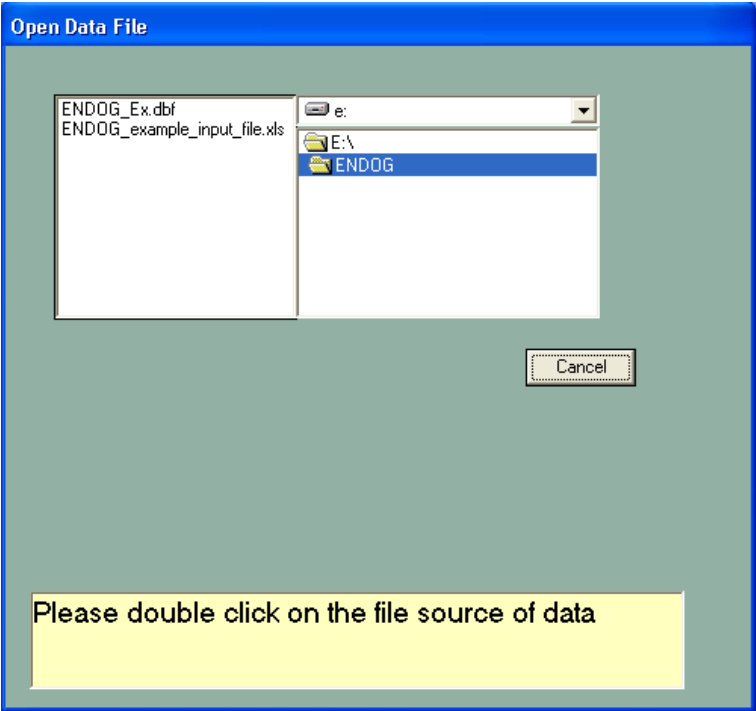 Open Data File
ENDOG_Ex.dbf
ENDOG_example_input_file.xls
e:
E:\
ENDOG
Cancel
Please double click on the file source of data